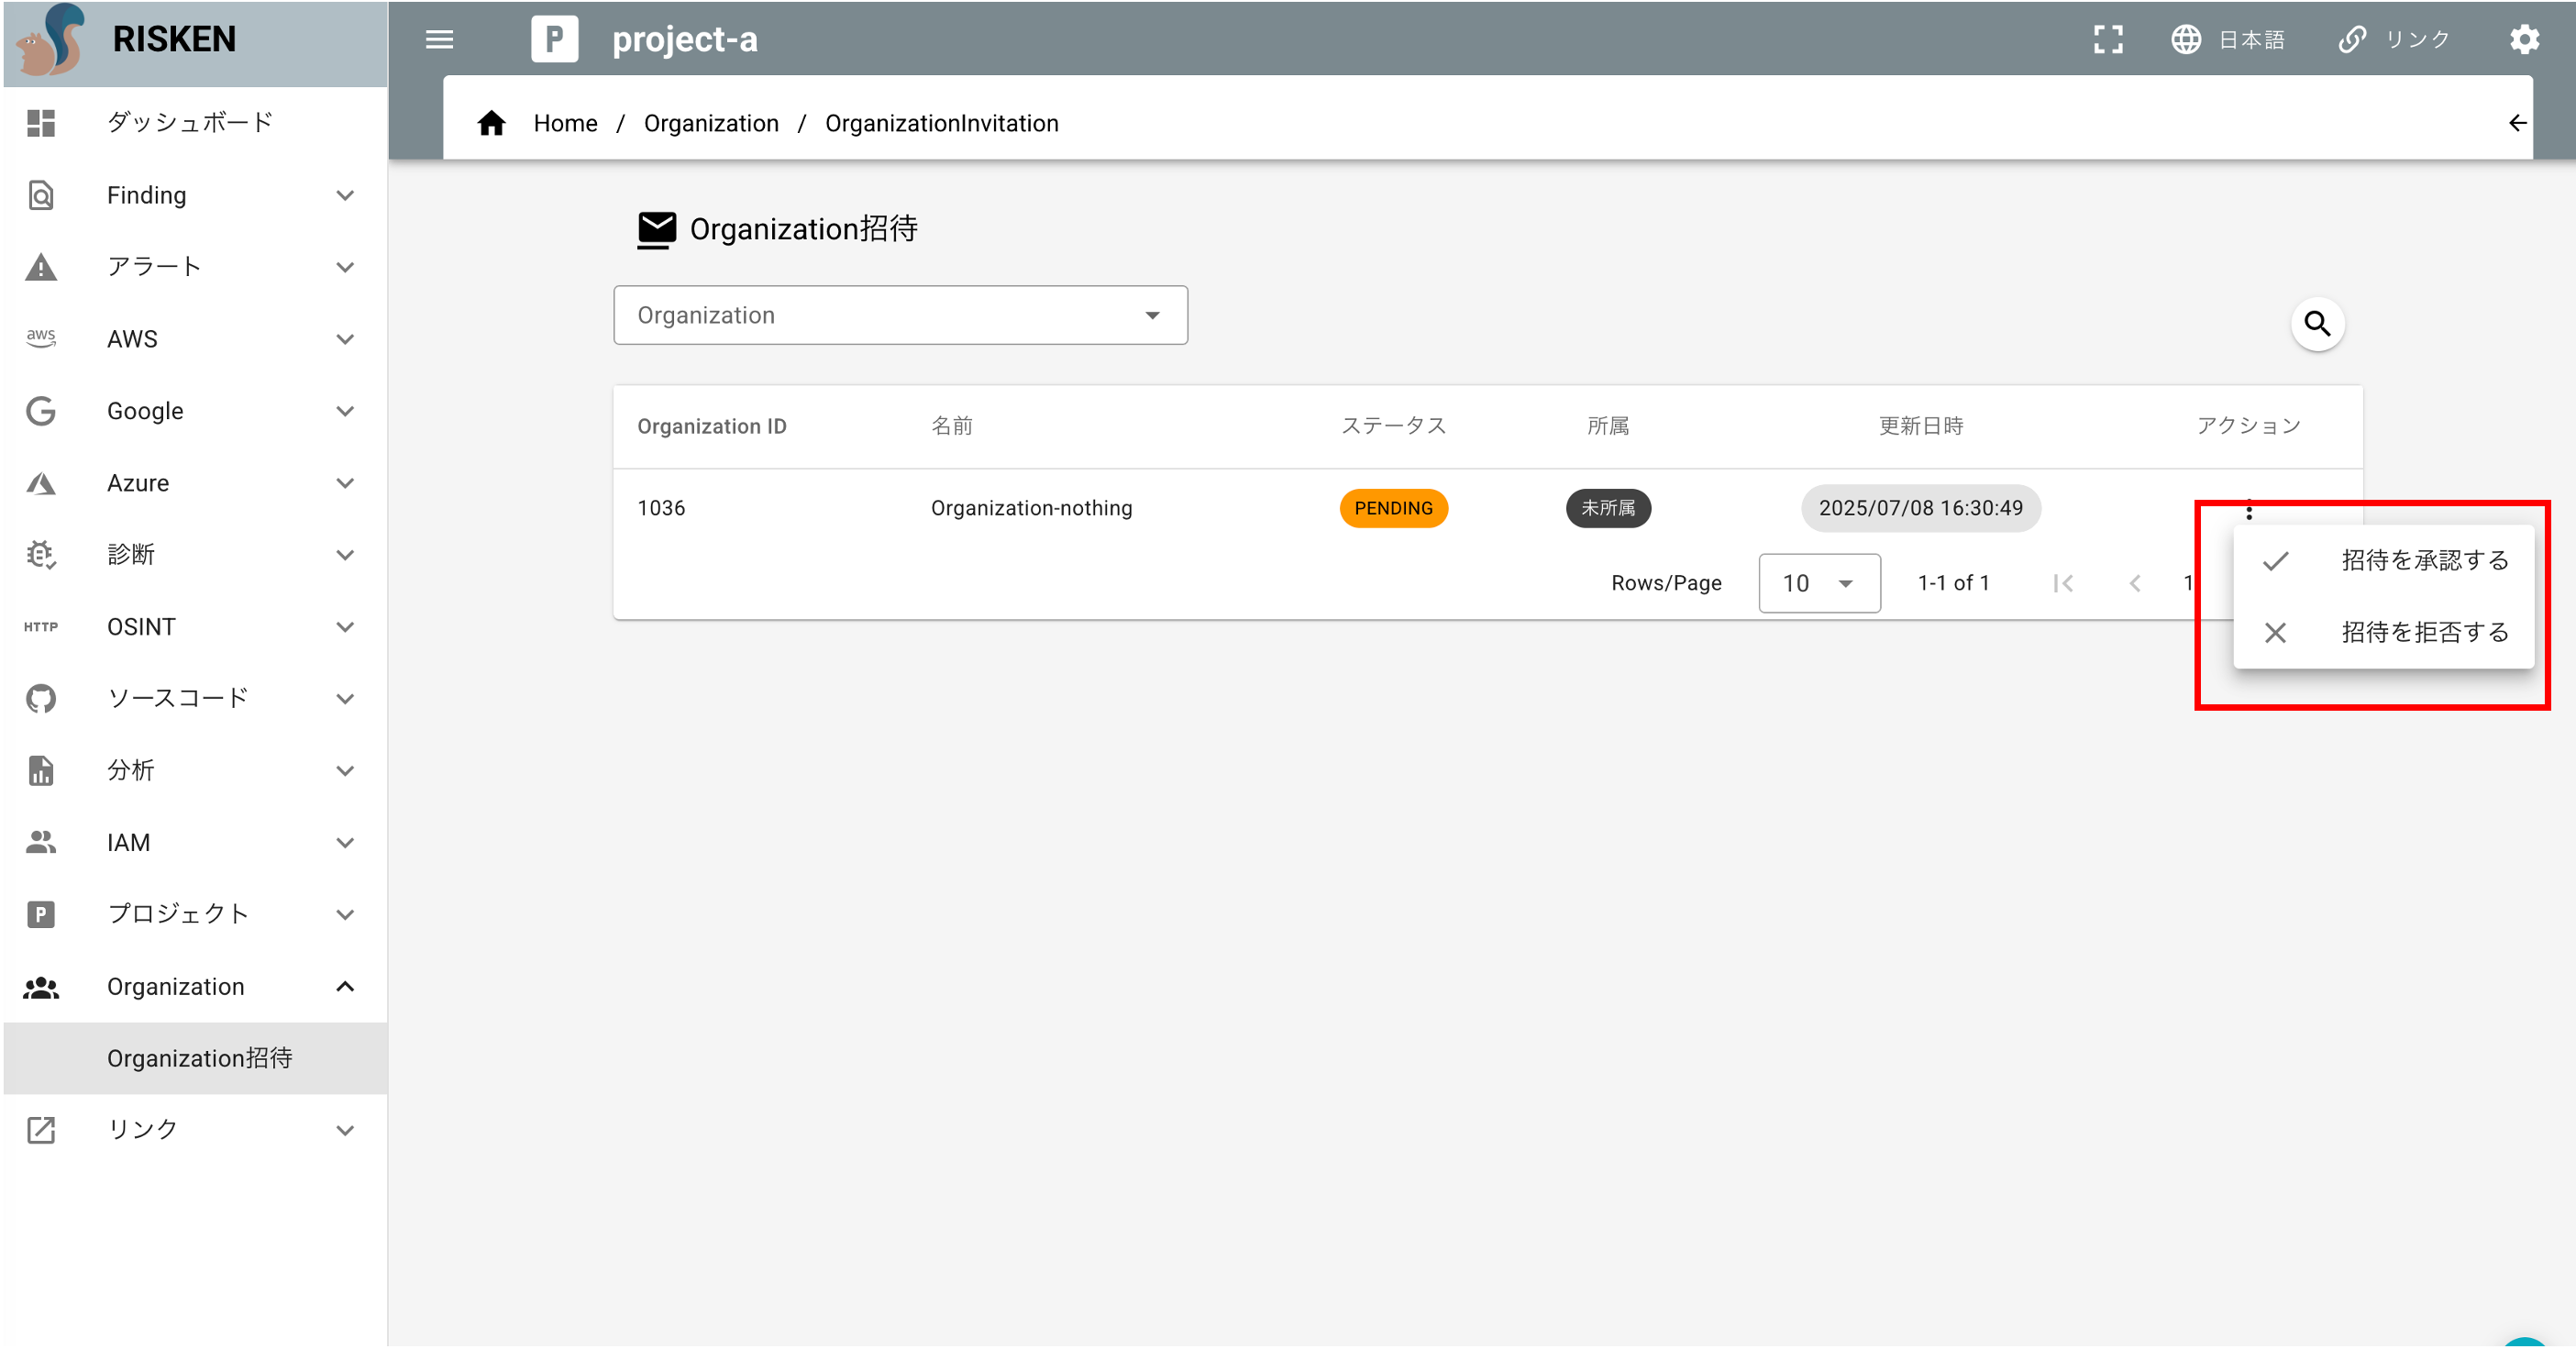 RISKEN
P project-a
日本語
リンク
Home / Organization / OrganizationInvitation
ダッシュボード
Finding
アラート
aws AWS
Google
Azure
診断
HTTP OSINT
ソースコード
分析
IAM
P プロジェクト
Organization
Organization招待
リンク
Organization招待
Organization
Organization ID 名前 ステータス 所属 更新日時 アクション
1036 Organization-nothing PENDING 未所属 2025/07/08 16:30:49
Rows/Page 10 1-1 of 1 1
招待を承認する
招待を拒否する